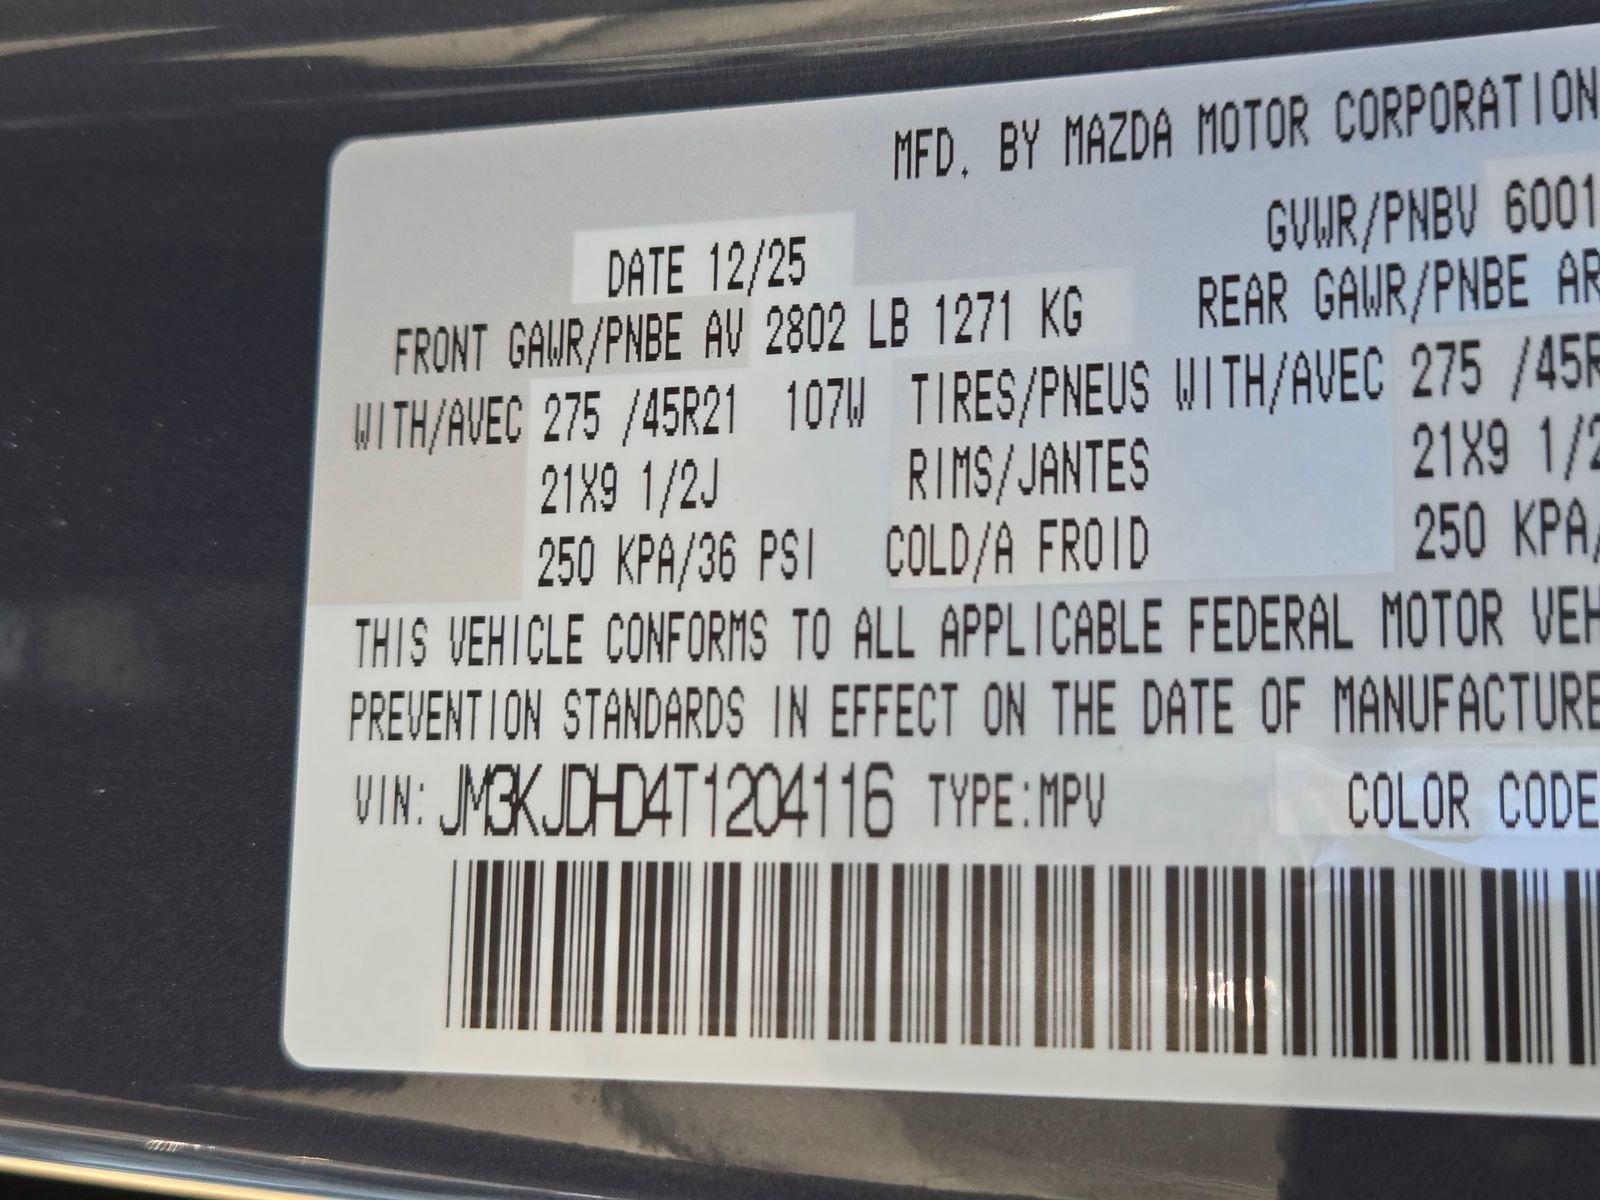 MFD. BY MAZDA MOTOR CORPORATION
DATE 12/25
GVWR/PNBV 6001
FRONT GAWR/PNBE AV 2802 LB 1271 KG
REAR GAWR/PNBE AR
WITH/AVEC 275 /45R21 107W TIRES/PNEUS WITH/AVEC 275 /45R
21X9 1/2J RIMS/JANTES 21X9 1/2
250 KPA/36 PSI COLD/A FROID 250 KPA/
THIS VEHICLE CONFORMS TO ALL APPLICABLE FEDERAL MOTOR VEH
PREVENTION STANDARDS IN EFFECT ON THE DATE OF MANUFACTURE
VIN: JM3KJDHD4T1204116 TYPE:MPV COLOR CODE